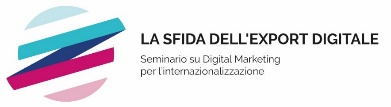 LA SFIDA DELL'EXPORT DIGITALE
Seminario su Digital Marketing
per l'internazionalizzazione